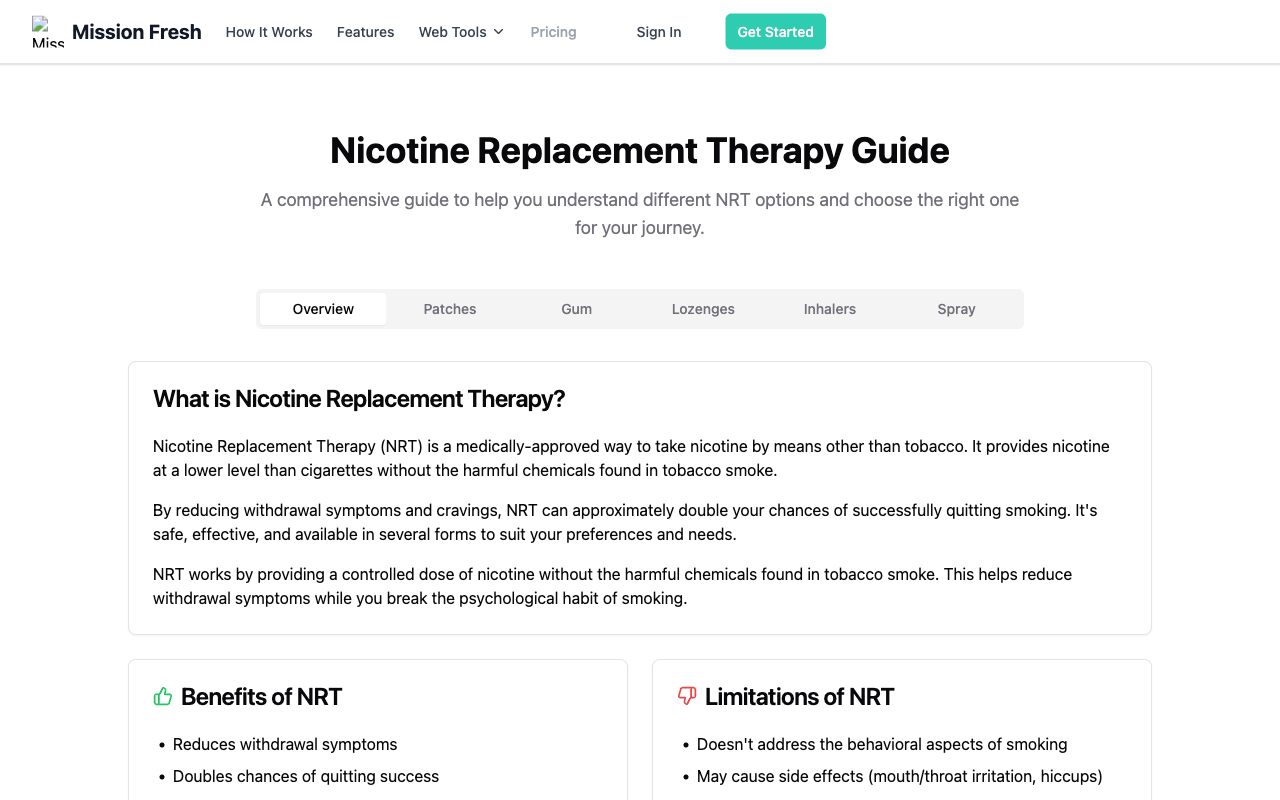 Miss Mission Fresh How It Works Features Web Tools Pricing Sign In Get Started
Nicotine Replacement Therapy Guide
A comprehensive guide to help you understand different NRT options and choose the right one
for your journey.
Overview Patches Gum Lozenges Inhalers Spray
What is Nicotine Replacement Therapy?
Nicotine Replacement Therapy (NRT) is a medically-approved way to take nicotine by means other than tobacco. It provides nicotine
at a lower level than cigarettes without the harmful chemicals found in tobacco smoke.
By reducing withdrawal symptoms and cravings, NRT can approximately double your chances of successfully quitting smoking. It's
safe, effective, and available in several forms to suit your preferences and needs.
NRT works by providing a controlled dose of nicotine without the harmful chemicals found in tobacco smoke. This helps reduce
withdrawal symptoms while you break the psychological habit of smoking.
Benefits of NRT
• Reduces withdrawal symptoms
• Doubles chances of quitting success
Limitations of NRT
• Doesn't address the behavioral aspects of smoking
• May cause side effects (mouth/throat irritation, hiccups)